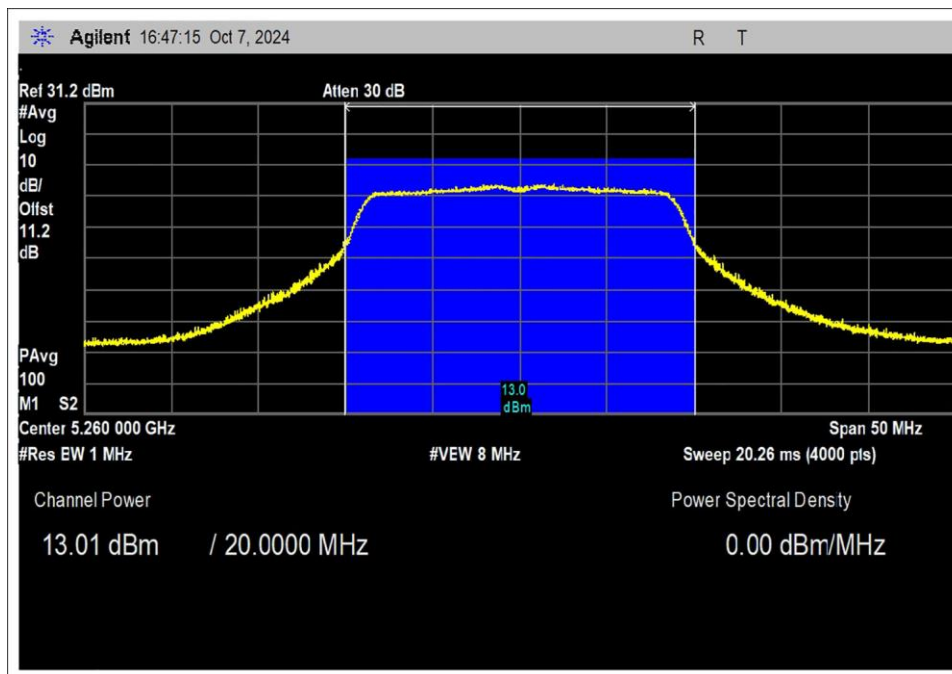 Agilent 16:47:15 Oct 7, 2024 R T
Ref 31.2 dBm Atten 30 dB
#Avg
Log
10
dB/
Offst
11.2
dB
PAvg
100
M1 S2
13.0
dBm
Center 5.260 000 GHz Span 50 MHz
#Res BW 1 MHz #VBW 8 MHz Sweep 20.26 ms (4000 pts)
Channel Power Power Spectral Density
13.01 dBm / 20.0000 MHz 0.00 dBm/MHz